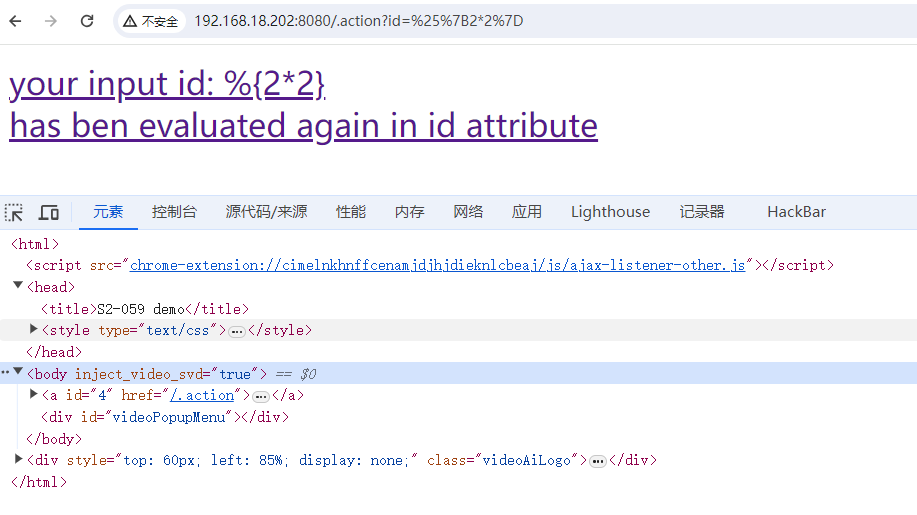 不安全 192.168.18.202:8080/.action?id=%25%7B2*2%7D
your input id: %{2*2}
has ben evaluated again in id attribute
元素 控制台 源代码/来源 性能 内存 网络 应用 Lighthouse 记录器 HackBar
<html>
<script src="chrome-extension://cimelnkhnffcenamjdjhjdieknlcbeaj/js/ajax-listener-other.js"></script>
▼<head>
<title>S2-059 demo</title>
▶<style type="text/css">…</style>
</head>
…▼<body inject_video_svd="true"> == $0
▶<a id="4" href="/.action">…</a>
<div id="videoPopupMenu"></div>
</body>
▶<div style="top: 60px; left: 85%; display: none;" class="videoAiLogo">…</div>
</html>